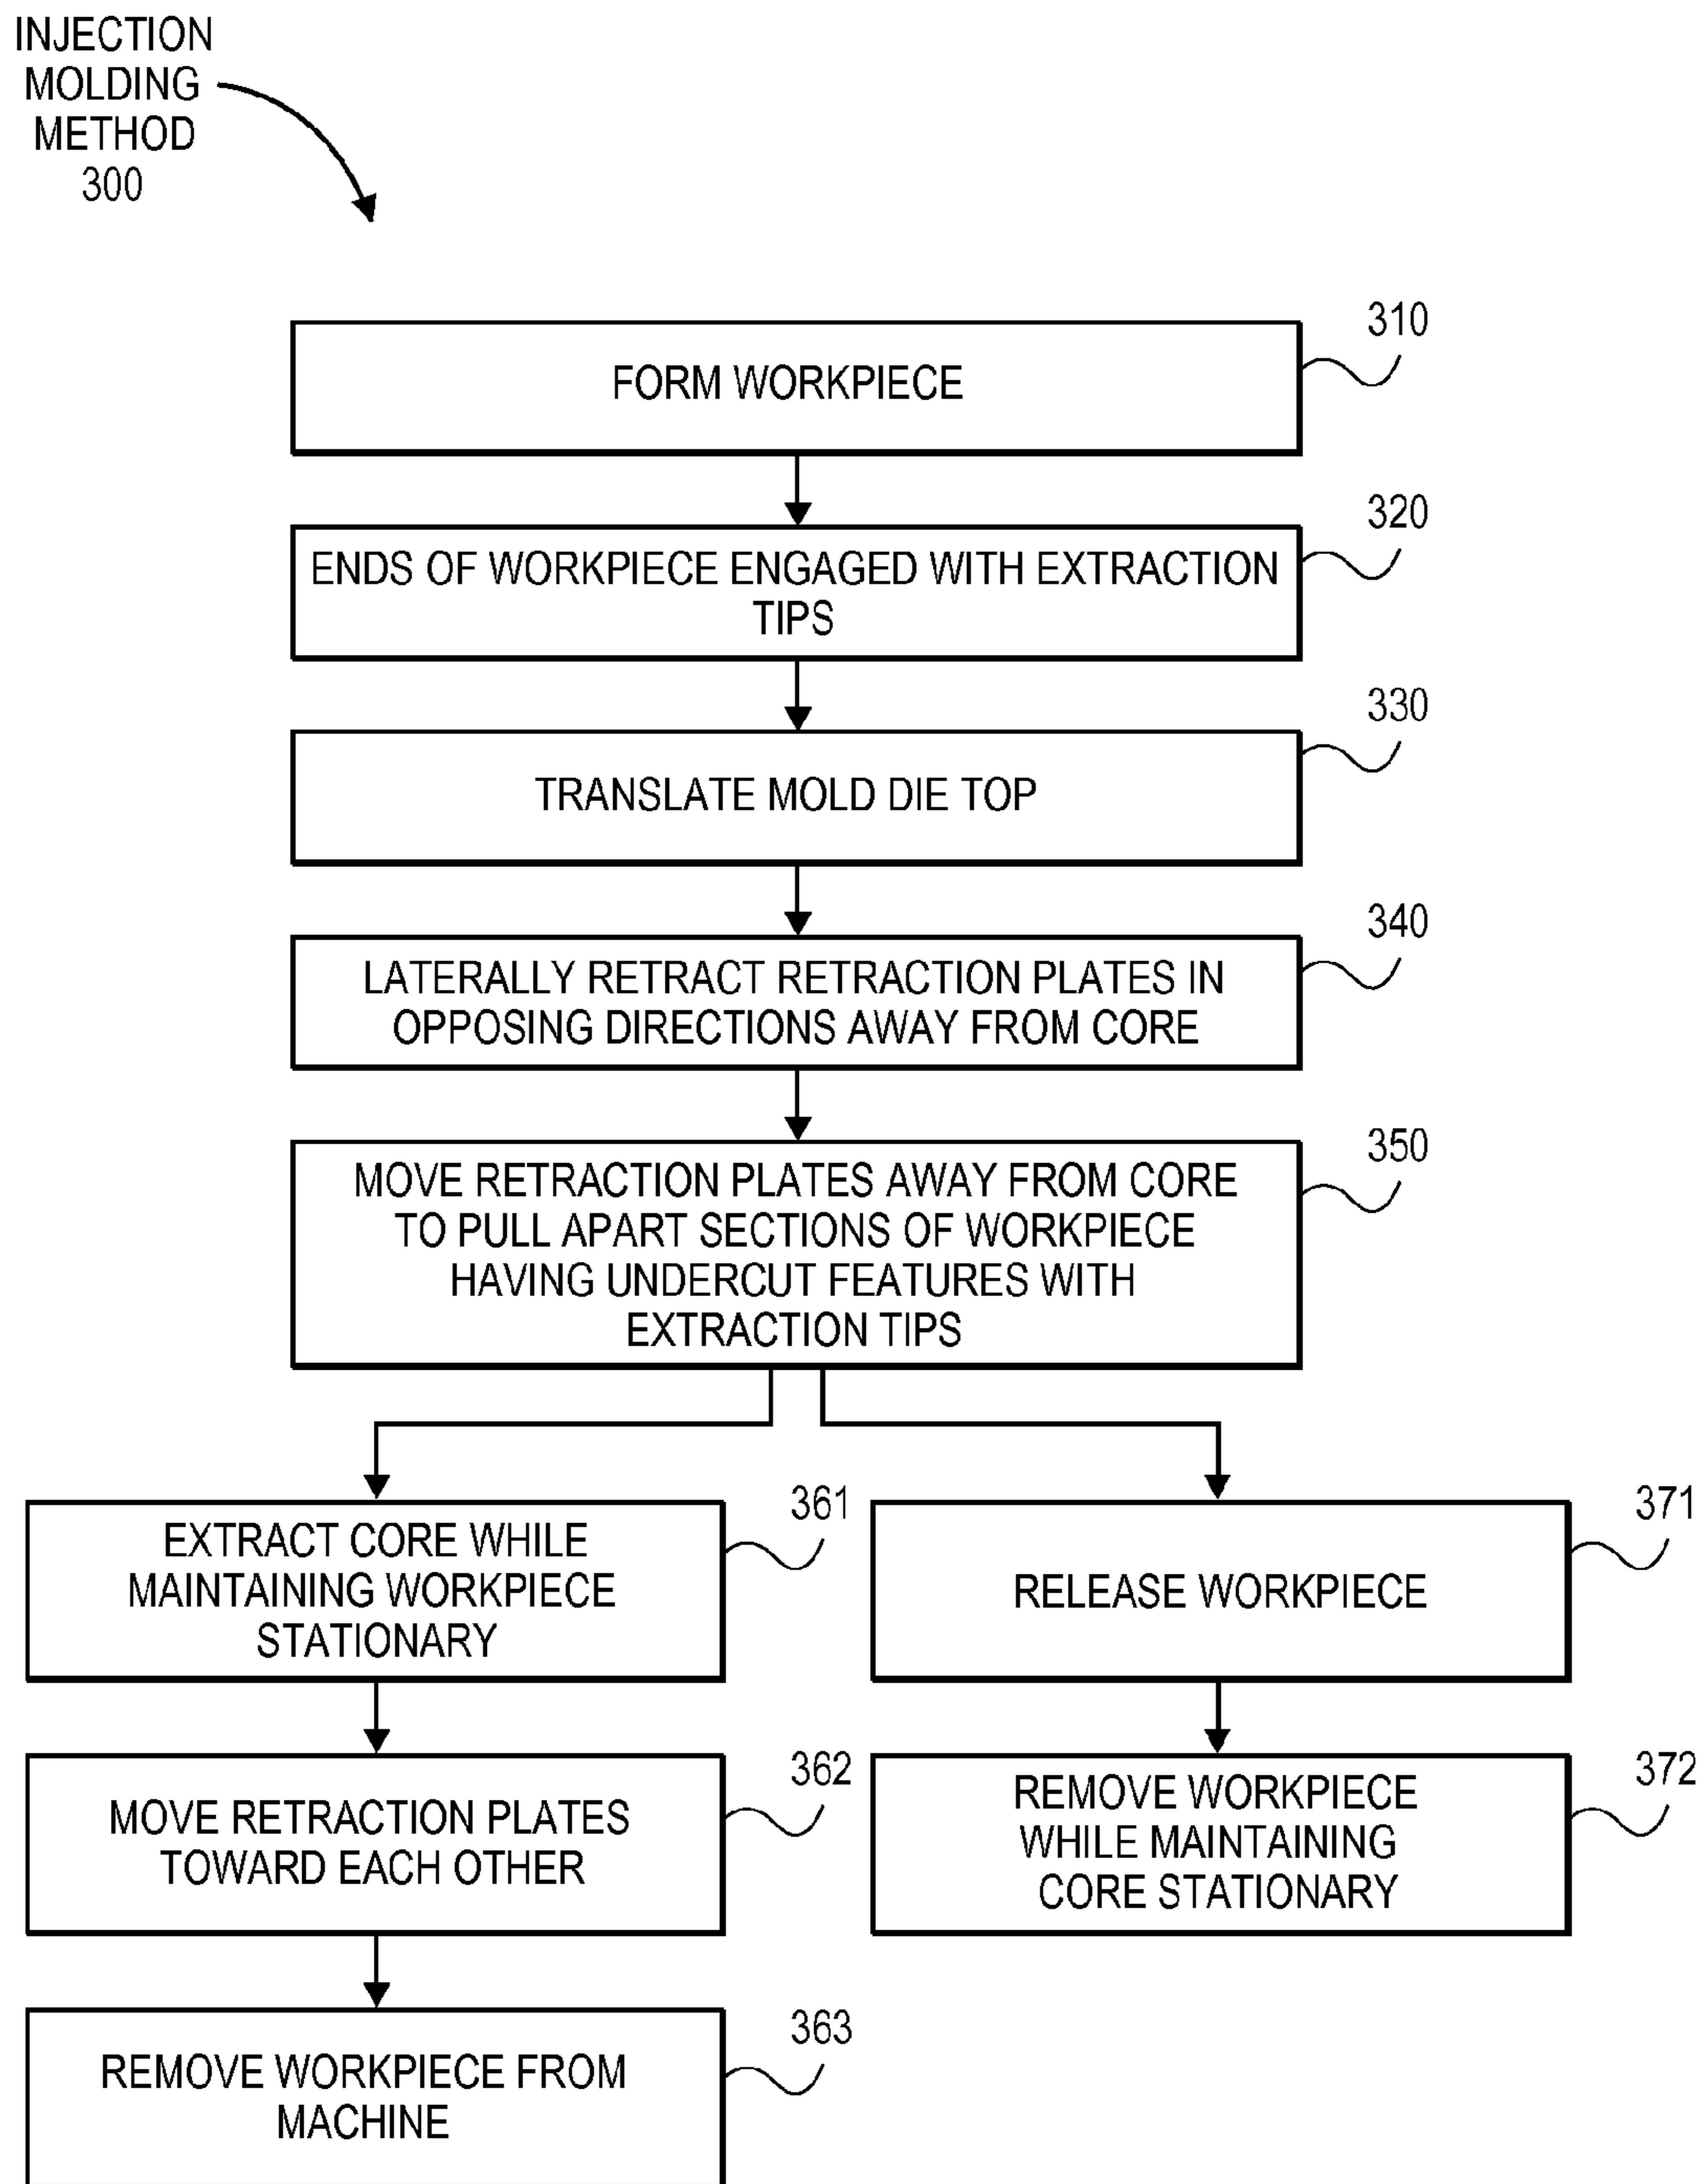 INJECTION
MOLDING
METHOD
300
310
FORM WORKPIECE
320
ENDS OF WORKPIECE ENGAGED WITH EXTRACTION
TIPS
330
TRANSLATE MOLD DIE TOP
340
LATERALLY RETRACT RETRACTION PLATES IN
OPPOSING DIRECTIONS AWAY FROM CORE
350
MOVE RETRACTION PLATES AWAY FROM CORE
TO PULL APART SECTIONS OF WORKPIECE
HAVING UNDERCUT FEATURES WITH
EXTRACTION TIPS
361
EXTRACT CORE WHILE
MAINTAINING WORKPIECE
STATIONARY
371
RELEASE WORKPIECE
362
MOVE RETRACTION PLATES
TOWARD EACH OTHER
372
REMOVE WORKPIECE
WHILE MAINTAINING
CORE STATIONARY
363
REMOVE WORKPIECE FROM
MACHINE